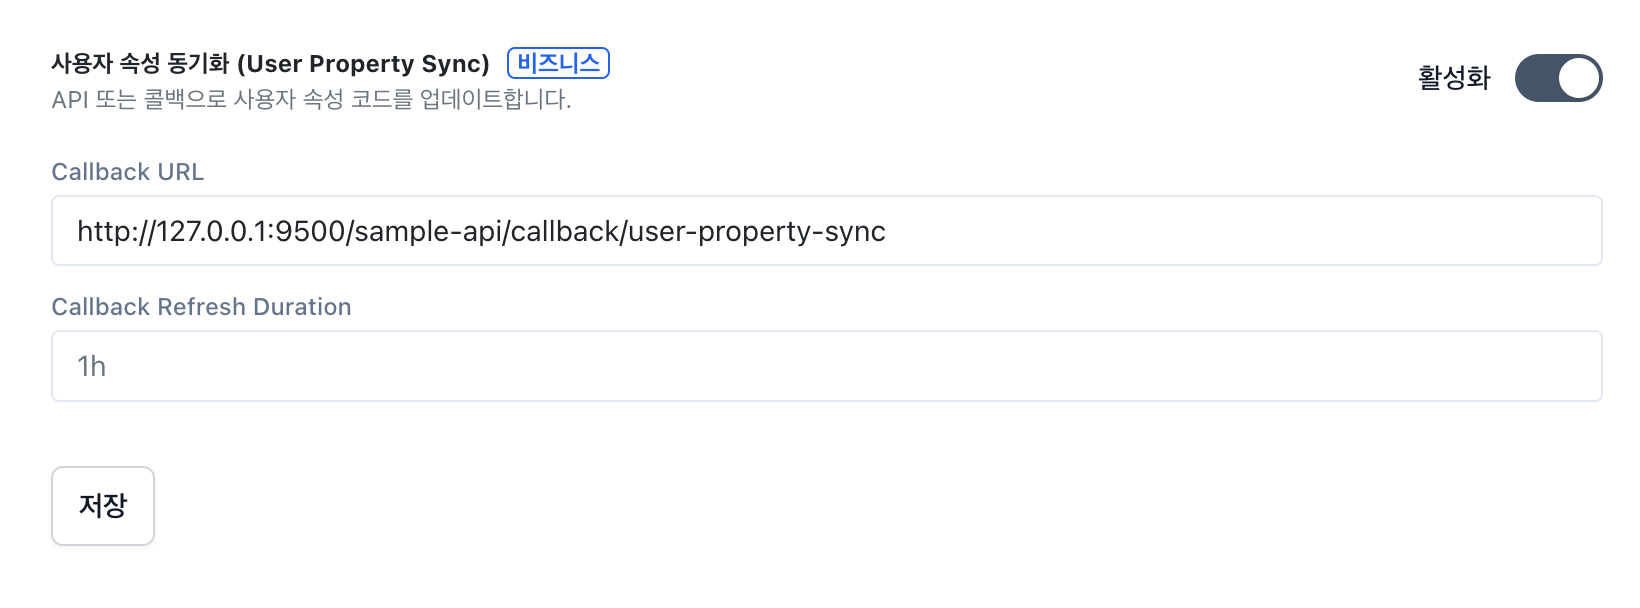 사용자 속성 동기화 (User Property Sync) 비즈니스
API 또는 콜백으로 사용자 속성 코드를 업데이트합니다.
활성화
Callback URL
http://127.0.0.1:9500/sample-api/callback/user-property-sync
Callback Refresh Duration
1h
저장